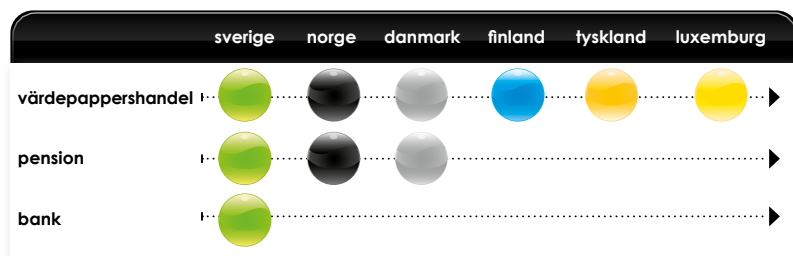 sverige norge danmark finland tyskland luxemburg
värdepappershandel
pension
bank